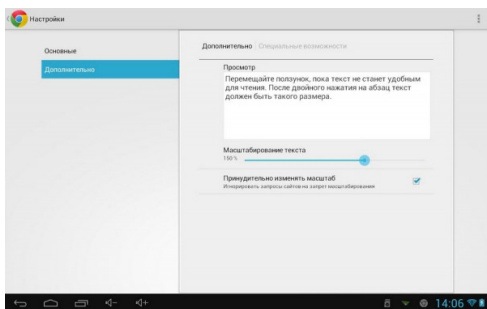 Настройки
Основные
Дополнительно
Дополнительно
Специальные возможности
Просмотр
Перемещайте ползунок, пока текст не станет удобным
для чтения. После двойного нажатия на абзац текст
должен быть такого размера.
Масштабирование текста
180 %
Принудительно изменять масштаб
Игнорировать запросы сайтов на запрет масштабирования
14:06